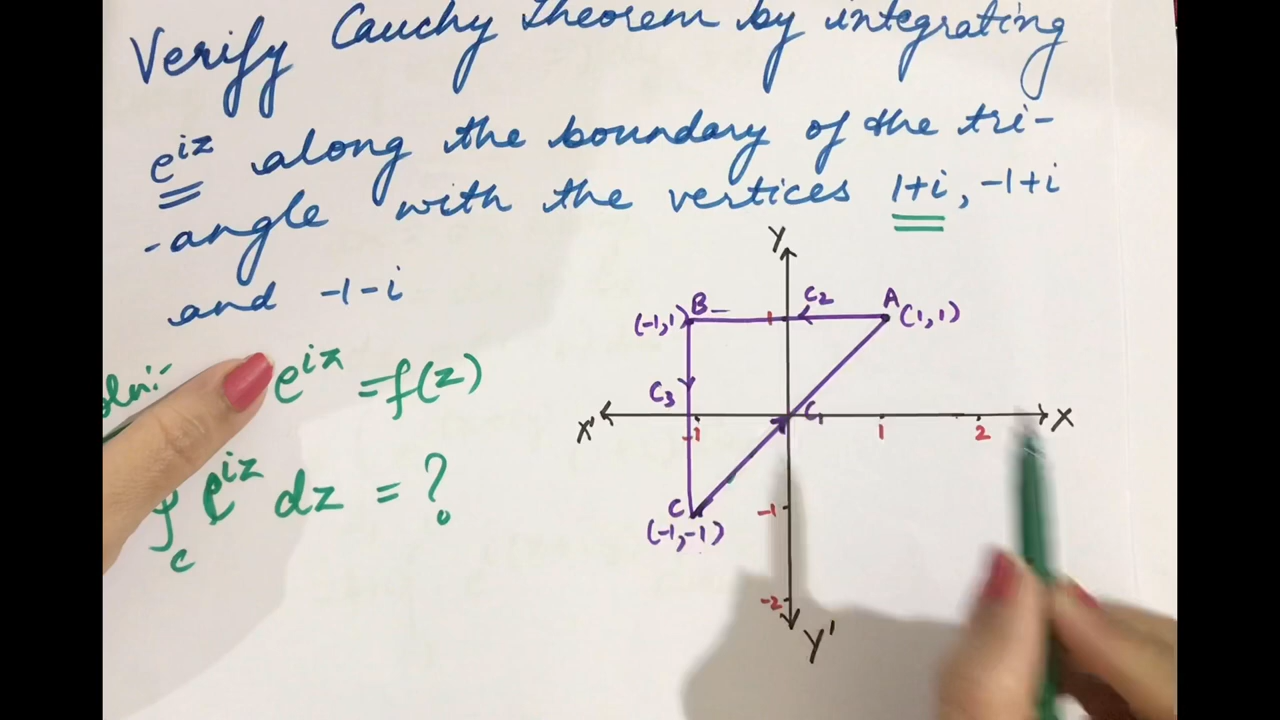 Verify Cauchy Theorem by integrating
e^{iz} along the boundary of the tri-
-angle with the vertices 1+i, -1+i
and -1-i
oln:- e^{iz} = f(z)
∮_c e^{iz} dz = ?
Y
B C2 A
(-1,1) 1 (1,1)
C3
X' -1 C1 1 2 X
C -1
(-1,-1)
-2
Y'